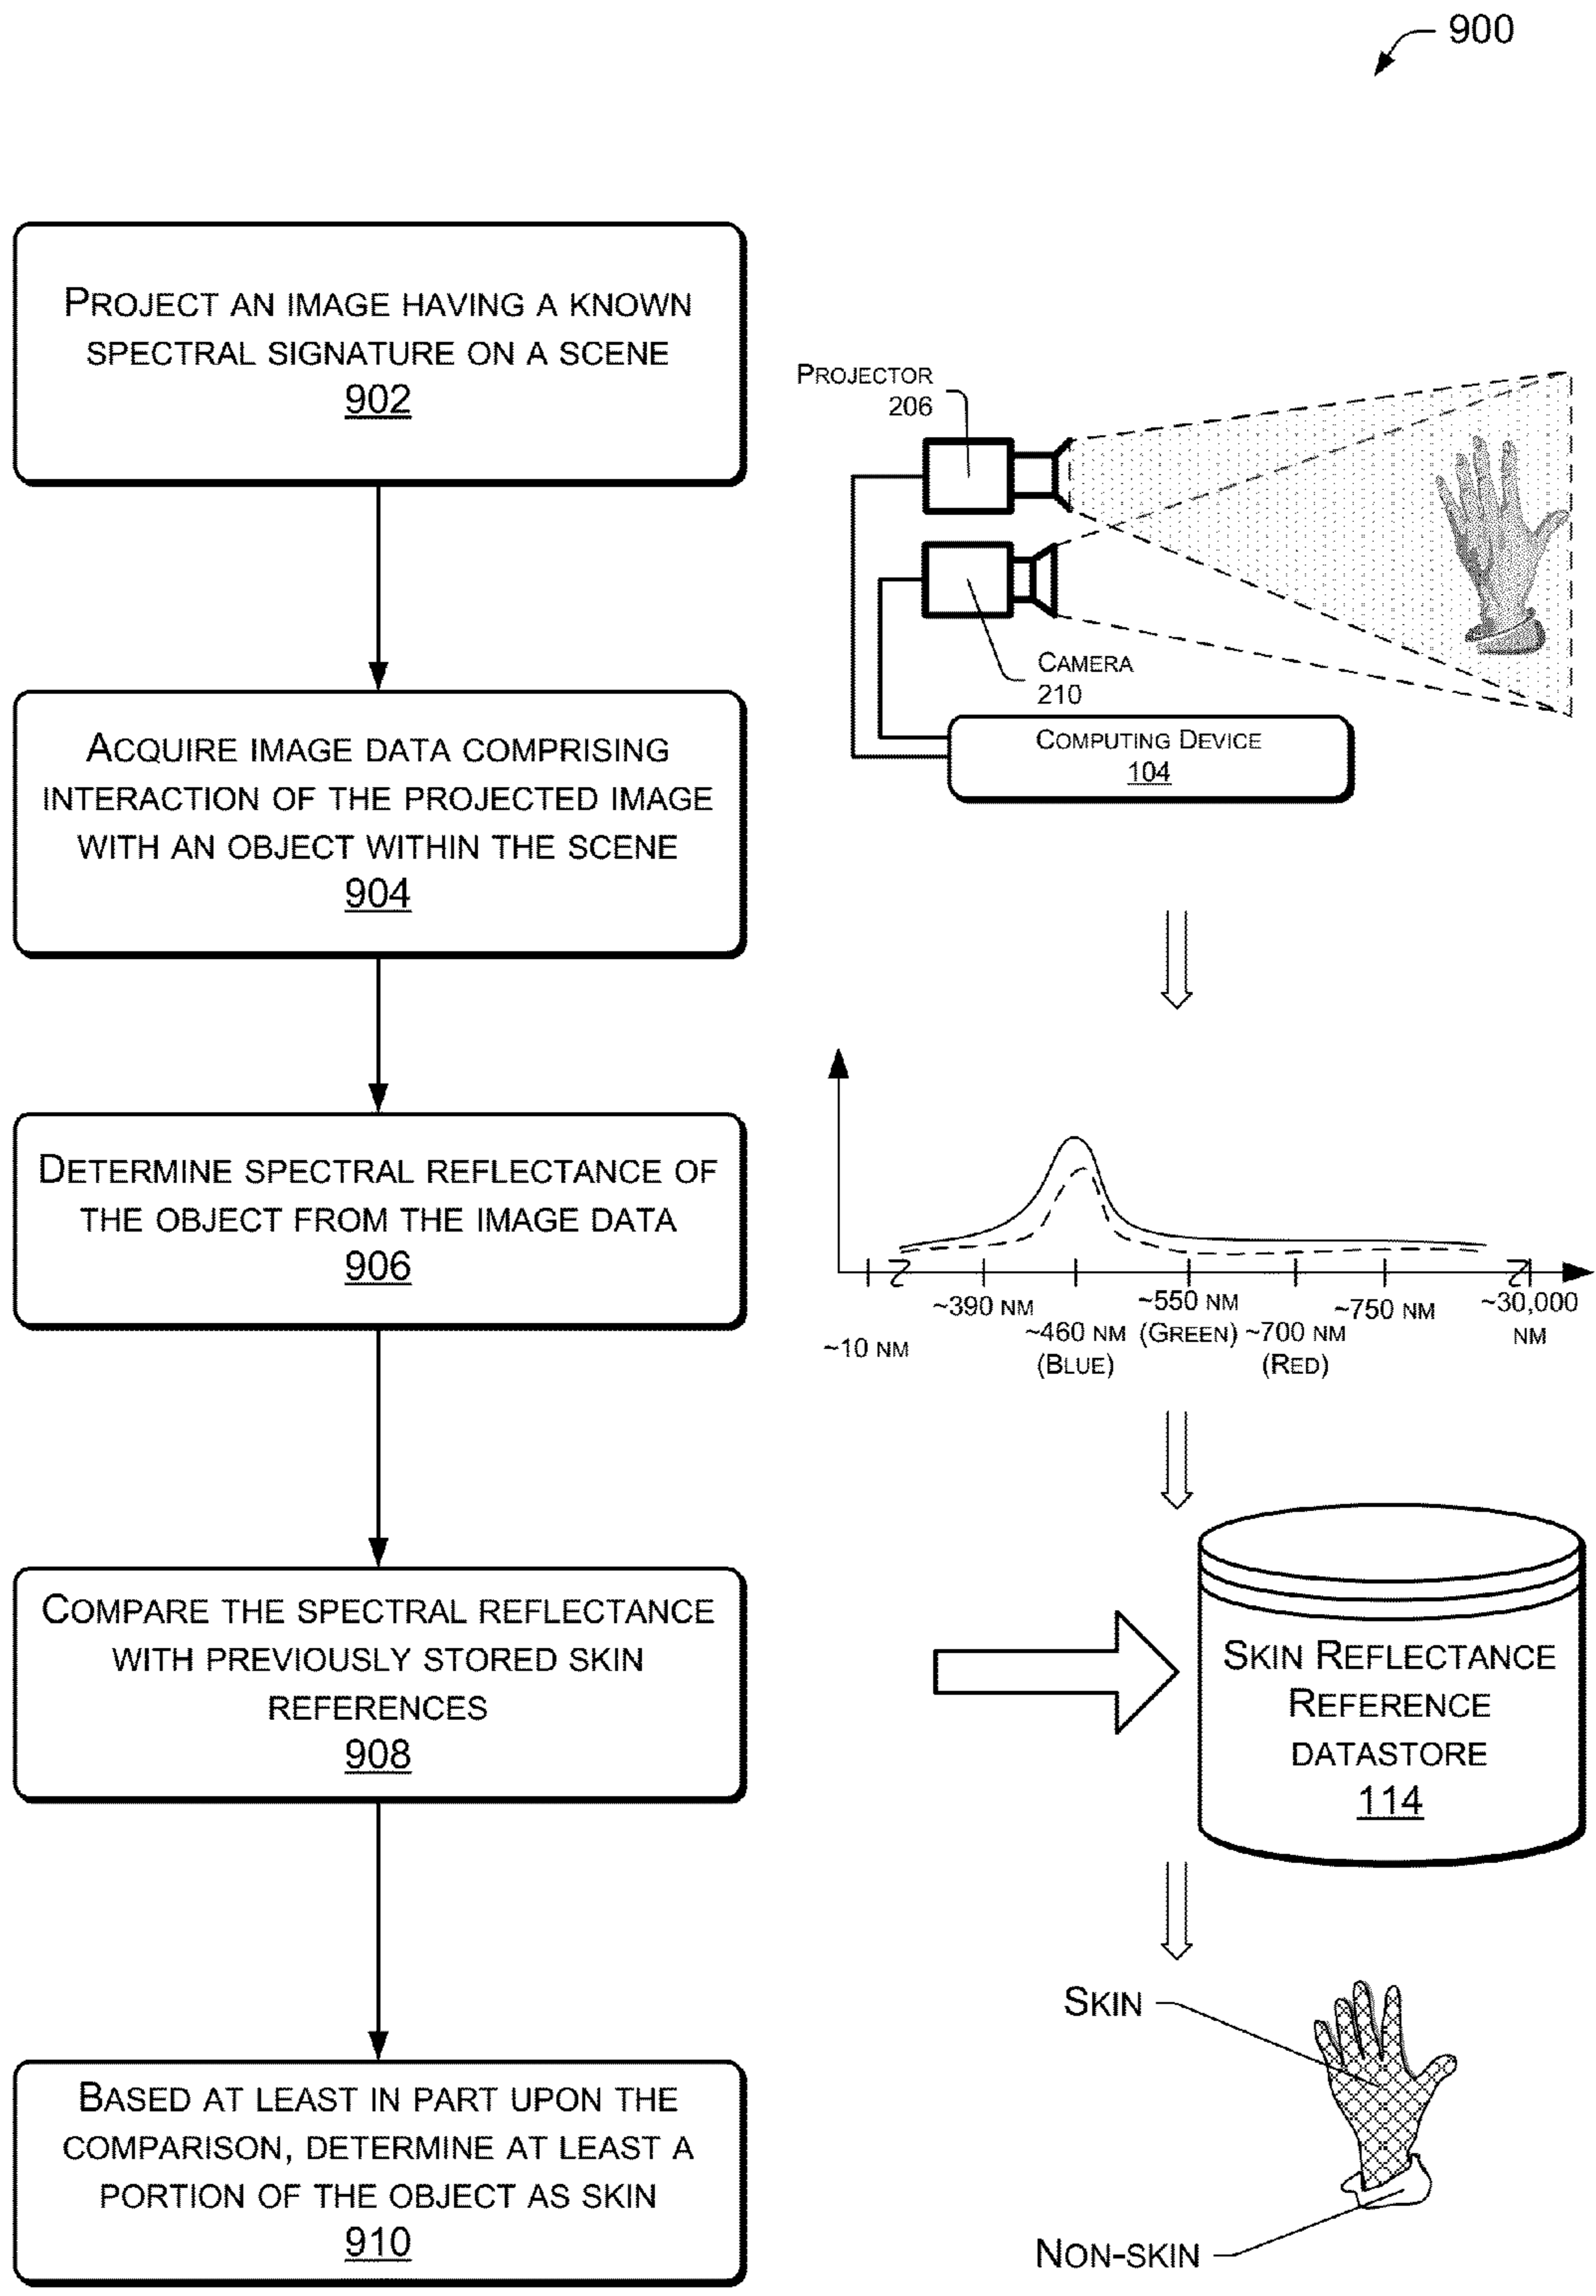 900
PROJECT AN IMAGE HAVING A KNOWN
SPECTRAL SIGNATURE ON A SCENE
902
PROJECTOR
206
CAMERA
210
COMPUTING DEVICE
104
ACQUIRE IMAGE DATA COMPRISING
INTERACTION OF THE PROJECTED IMAGE
WITH AN OBJECT WITHIN THE SCENE
904
DETERMINE SPECTRAL REFLECTANCE OF
THE OBJECT FROM THE IMAGE DATA
906
~10 NM
~390 NM
~460 NM
(BLUE)
~550 NM
(GREEN)
~700 NM
(RED)
~750 NM
~30,000
NM
COMPARE THE SPECTRAL REFLECTANCE
WITH PREVIOUSLY STORED SKIN
REFERENCES
908
SKIN REFLECTANCE
REFERENCE
DATASTORE
114
BASED AT LEAST IN PART UPON THE
COMPARISON, DETERMINE AT LEAST A
PORTION OF THE OBJECT AS SKIN
910
SKIN
NON-SKIN